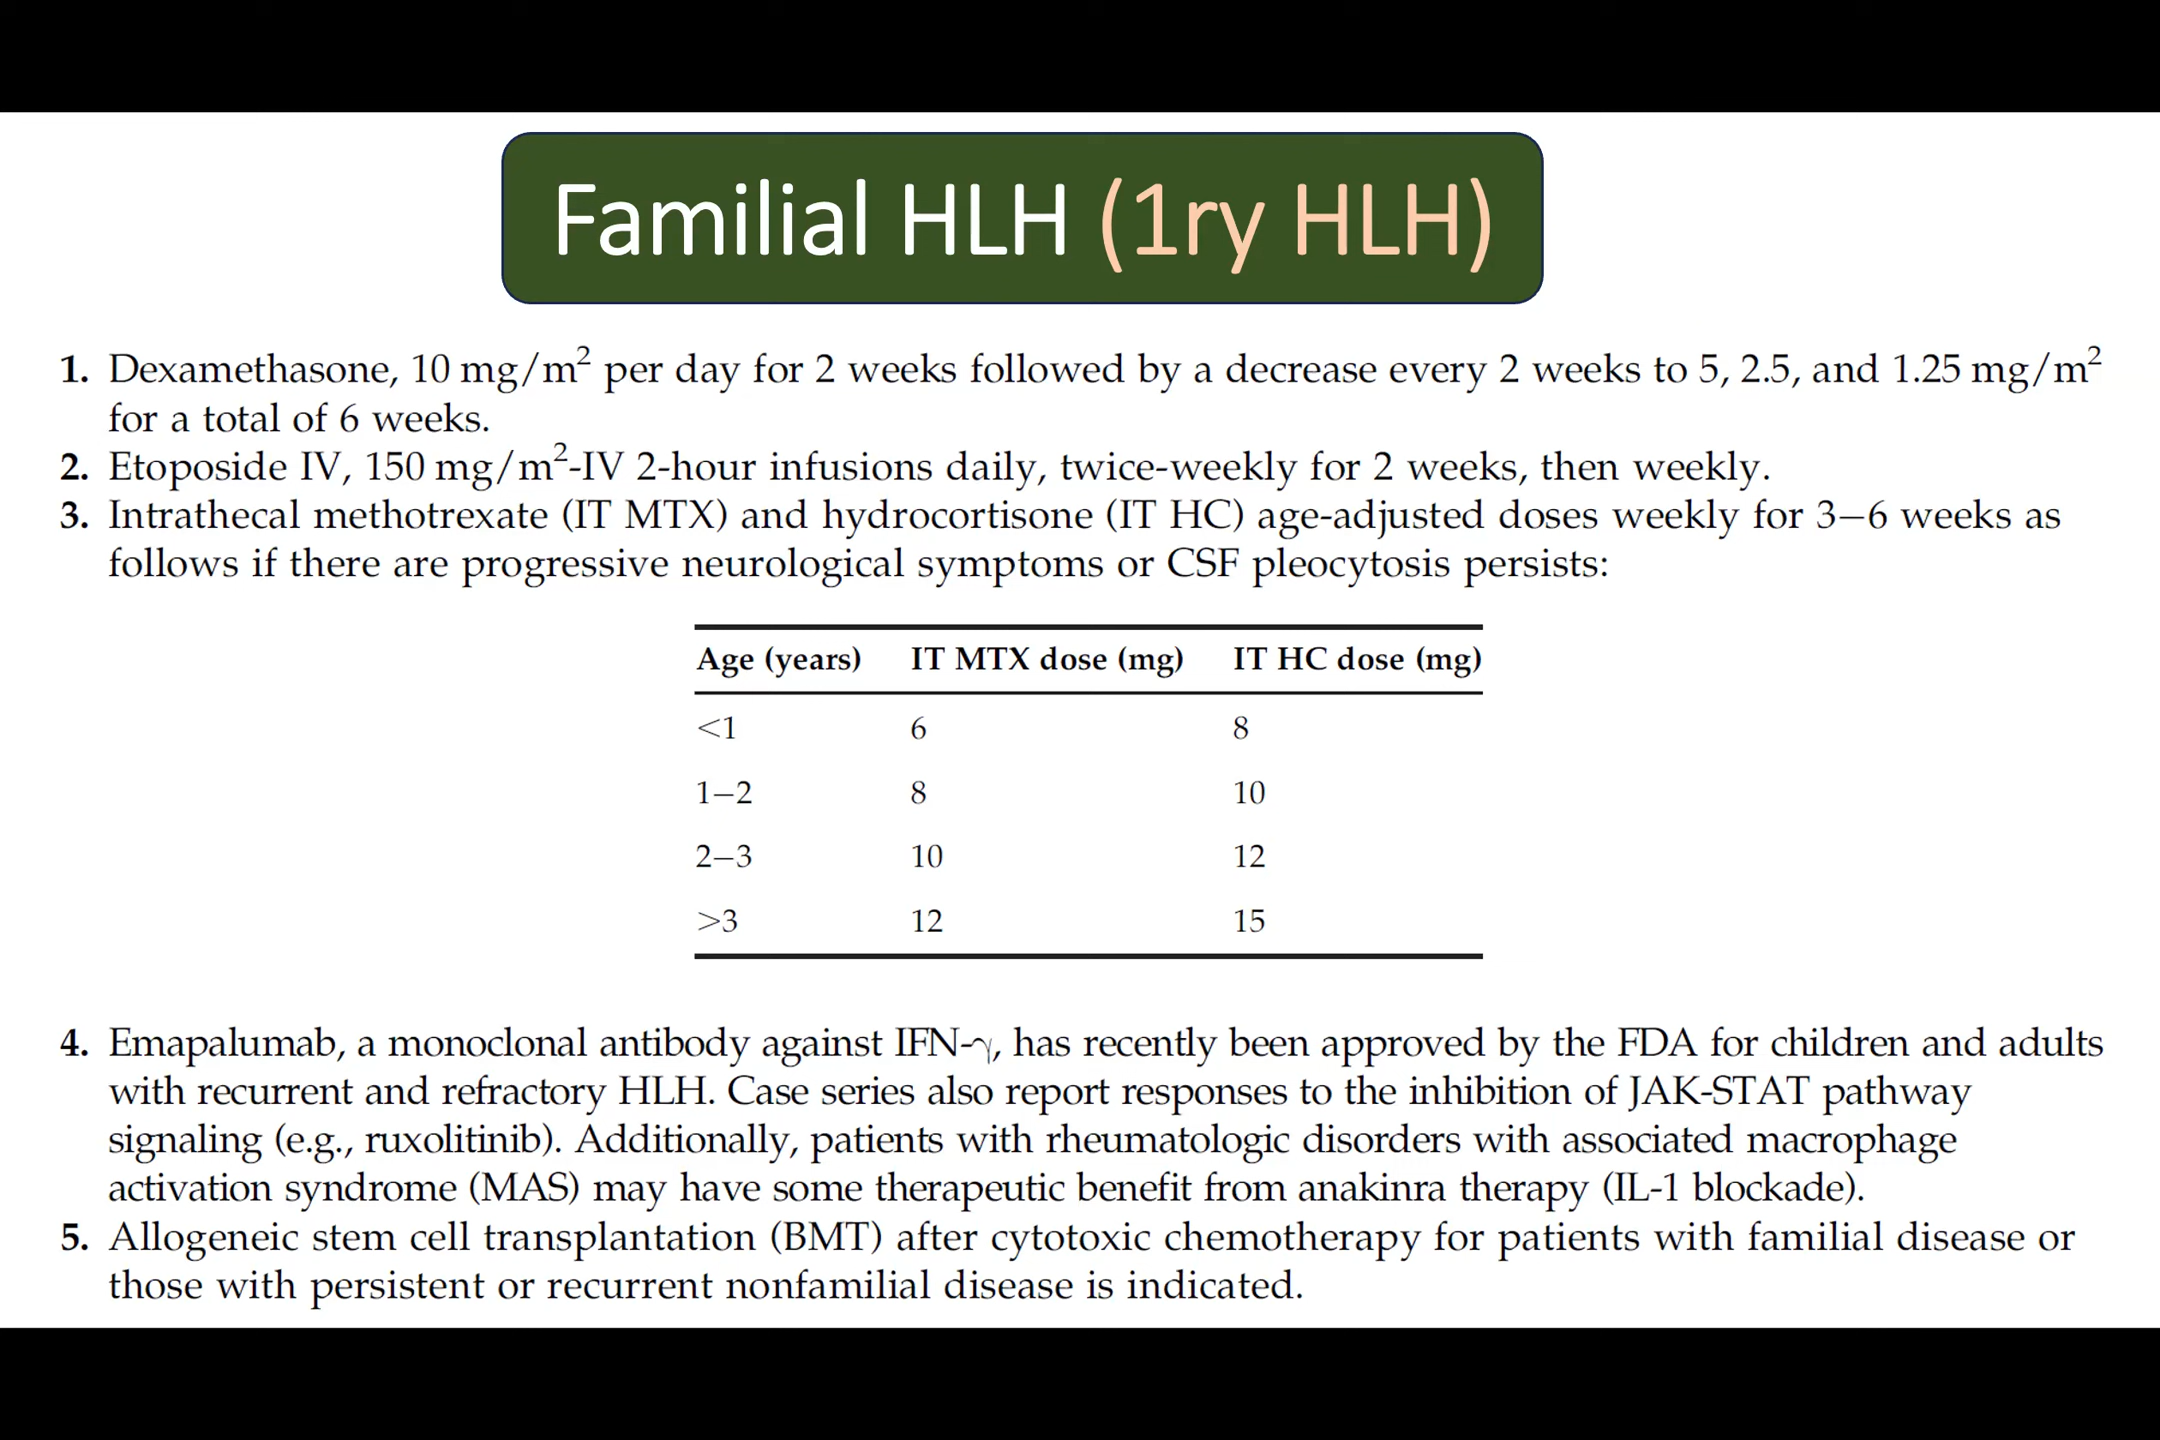 Familial HLH (1ry HLH)
1. Dexamethasone, 10 mg/m² per day for 2 weeks followed by a decrease every 2 weeks to 5, 2.5, and 1.25 mg/m²
for a total of 6 weeks.
2. Etoposide IV, 150 mg/m²-IV 2-hour infusions daily, twice-weekly for 2 weeks, then weekly.
3. Intrathecal methotrexate (IT MTX) and hydrocortisone (IT HC) age-adjusted doses weekly for 3–6 weeks as
follows if there are progressive neurological symptoms or CSF pleocytosis persists:
Age (years) IT MTX dose (mg) IT HC dose (mg)
<1 6 8
1–2 8 10
2–3 10 12
>3 12 15
4. Emapalumab, a monoclonal antibody against IFN-γ, has recently been approved by the FDA for children and adults
with recurrent and refractory HLH. Case series also report responses to the inhibition of JAK-STAT pathway
signaling (e.g., ruxolitinib). Additionally, patients with rheumatologic disorders with associated macrophage
activation syndrome (MAS) may have some therapeutic benefit from anakinra therapy (IL-1 blockade).
5. Allogeneic stem cell transplantation (BMT) after cytotoxic chemotherapy for patients with familial disease or
those with persistent or recurrent nonfamilial disease is indicated.